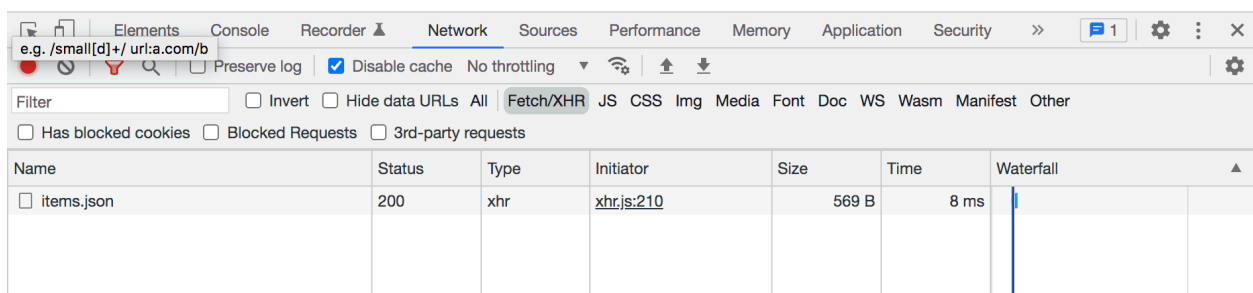 Elements Console Recorder Network Sources Performance Memory Application Security » 1
e.g. /small[d]+/ url:a.com/b
Preserve log Disable cache No throttling
Filter Invert Hide data URLs All Fetch/XHR JS CSS Img Media Font Doc WS Wasm Manifest Other
Has blocked cookies Blocked Requests 3rd-party requests
Name Status Type Initiator Size Time Waterfall
items.json 200 xhr xhr.js:210 569 B 8 ms